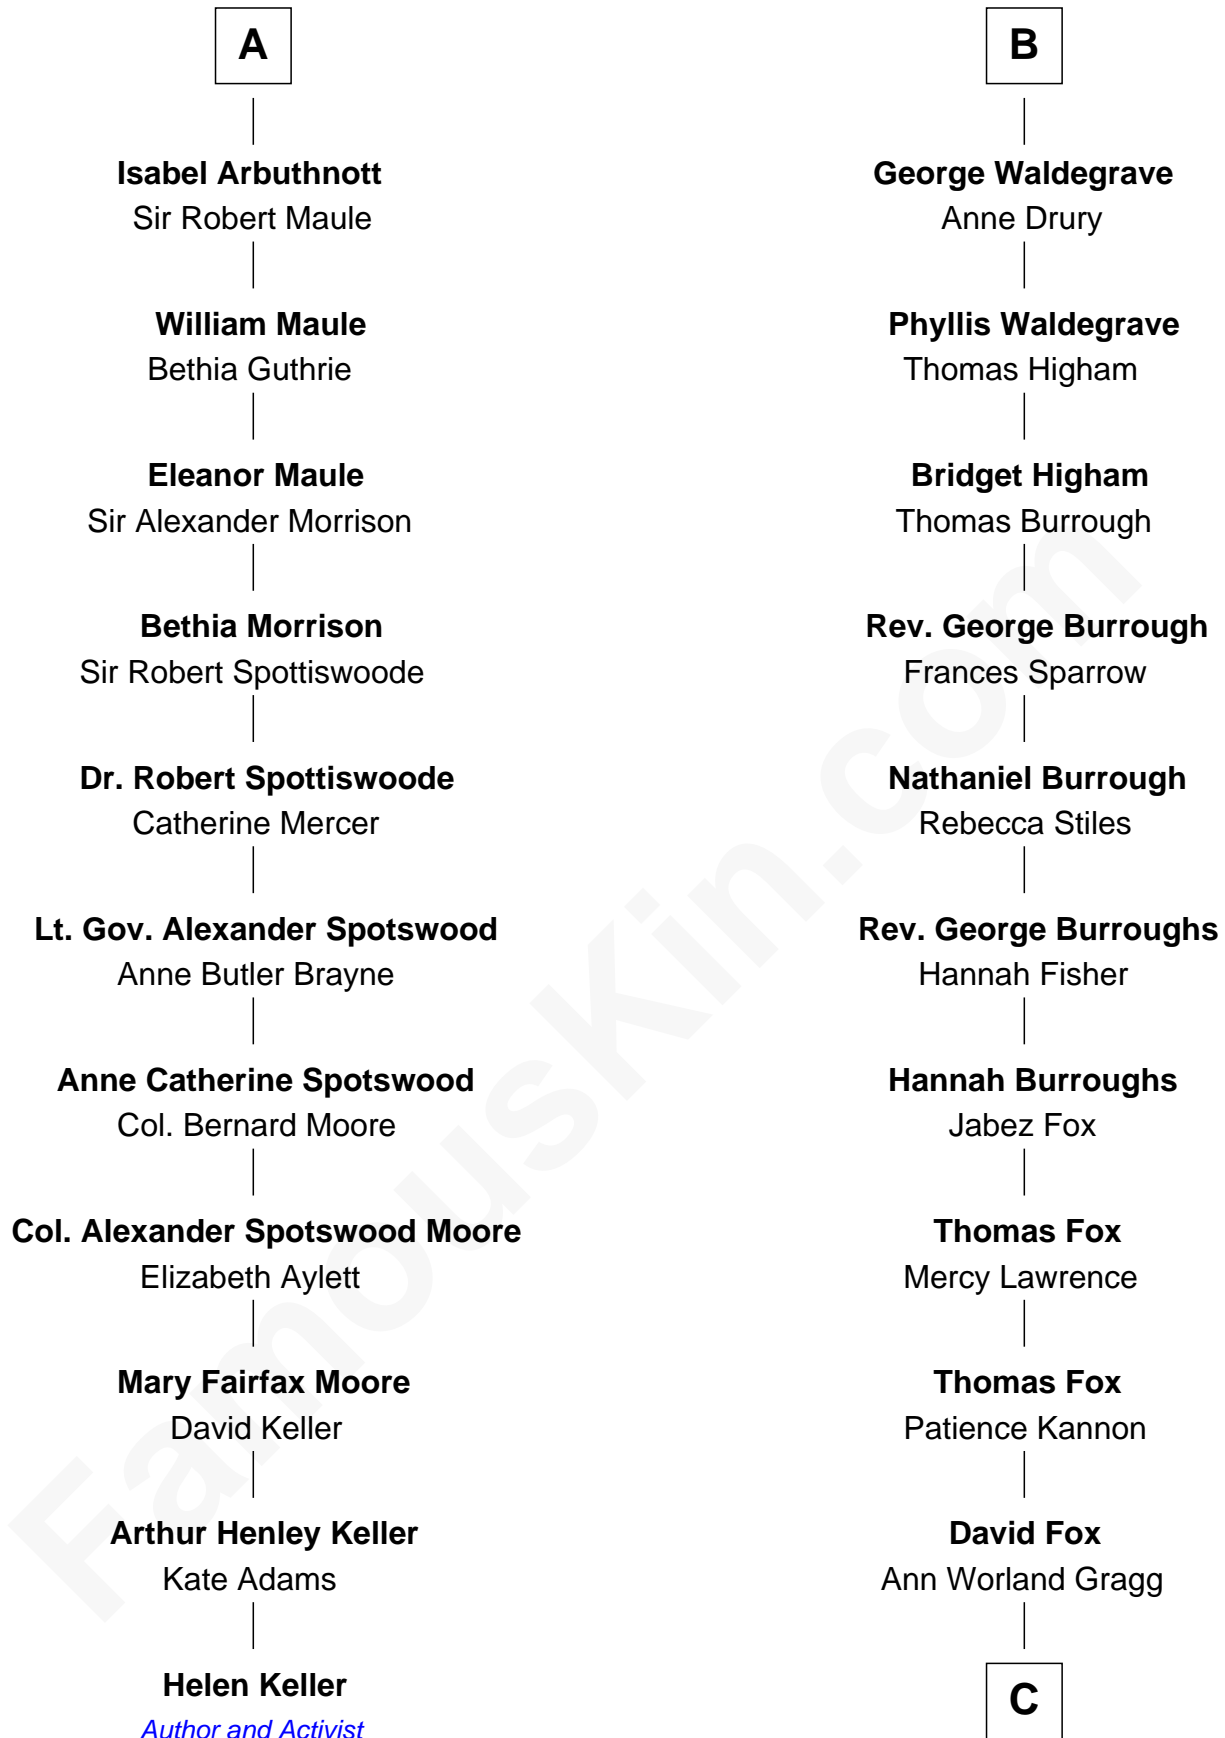 A
Isabel Arbuthnott
Sir Robert Maule
William Maule
Bethia Guthrie
Eleanor Maule
Sir Alexander Morrison
Bethia Morrison
Sir Robert Spottiswoode
Dr. Robert Spottiswoode
Catherine Mercer
Lt. Gov. Alexander Spotswood
Anne Butler Brayne
Anne Catherine Spotswood
Col. Bernard Moore
Col. Alexander Spotswood Moore
Elizabeth Aylett
Mary Fairfax Moore
David Keller
Arthur Henley Keller
Kate Adams
Helen Keller
Author and Activist
B
George Waldegrave
Anne Drury
Phyllis Waldegrave
Thomas Higham
Bridget Higham
Thomas Burrough
Rev. George Burrough
Frances Sparrow
Nathaniel Burrough
Rebecca Stiles
Rev. George Burroughs
Hannah Fisher
Hannah Burroughs
Jabez Fox
Thomas Fox
Mercy Lawrence
Thomas Fox
Patience Kannon
David Fox
Ann Worland Gragg
C
FamousKin.com